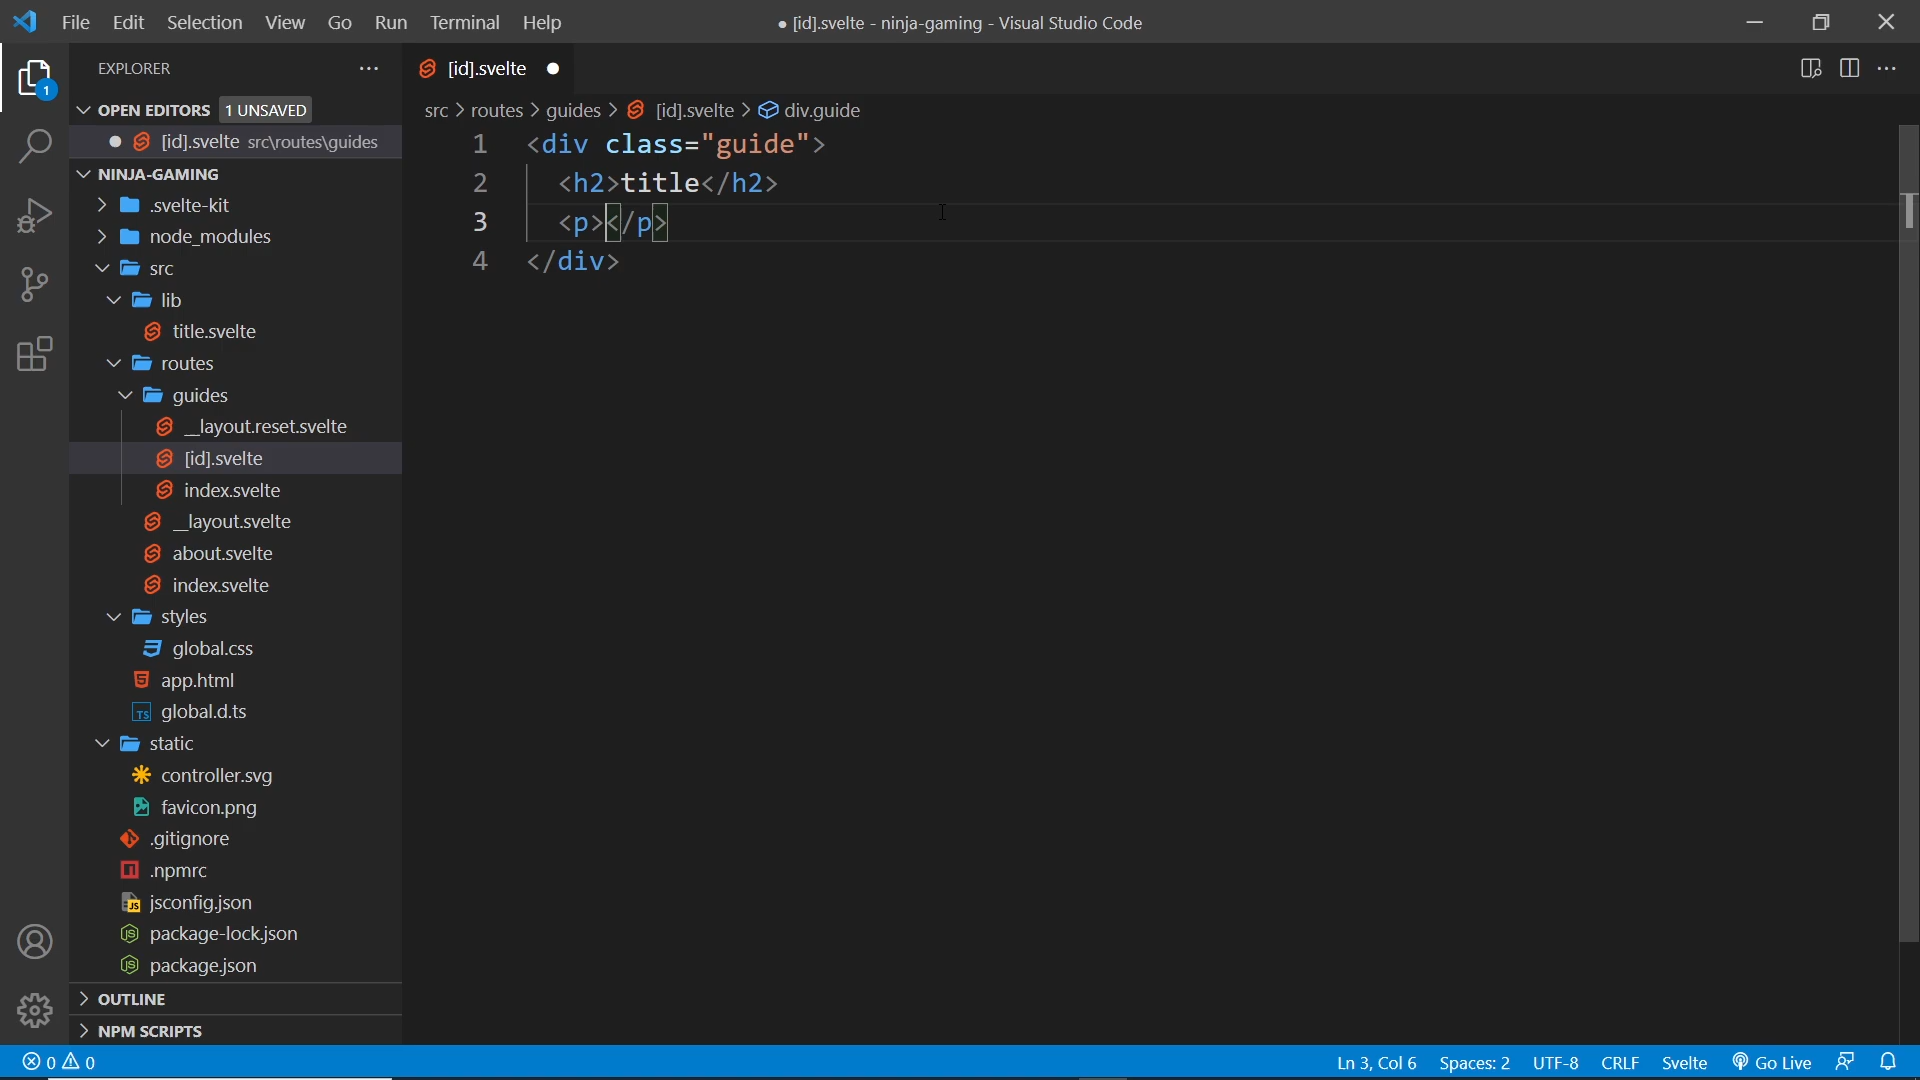 File Edit Selection View Go Run Terminal Help
● [id].svelte - ninja-gaming - Visual Studio Code
1
EXPLORER
OPEN EDITORS 1 UNSAVED
[id].svelte src\routes\guides
NINJA-GAMING
.svelte-kit
node_modules
src
lib
title.svelte
routes
guides
__layout.reset.svelte
[id].svelte
index.svelte
__layout.svelte
about.svelte
index.svelte
styles
global.css
app.html
global.d.ts
static
controller.svg
favicon.png
.gitignore
.npmrc
jsconfig.json
package-lock.json
package.json
OUTLINE
NPM SCRIPTS
[id].svelte
src > routes > guides > [id].svelte > div.guide
1 <div class="guide">
2 <h2>title</h2>
3 <p></p>
4 </div>
0 0
Ln 3, Col 6 Spaces: 2 UTF-8 CRLF Svelte Go Live